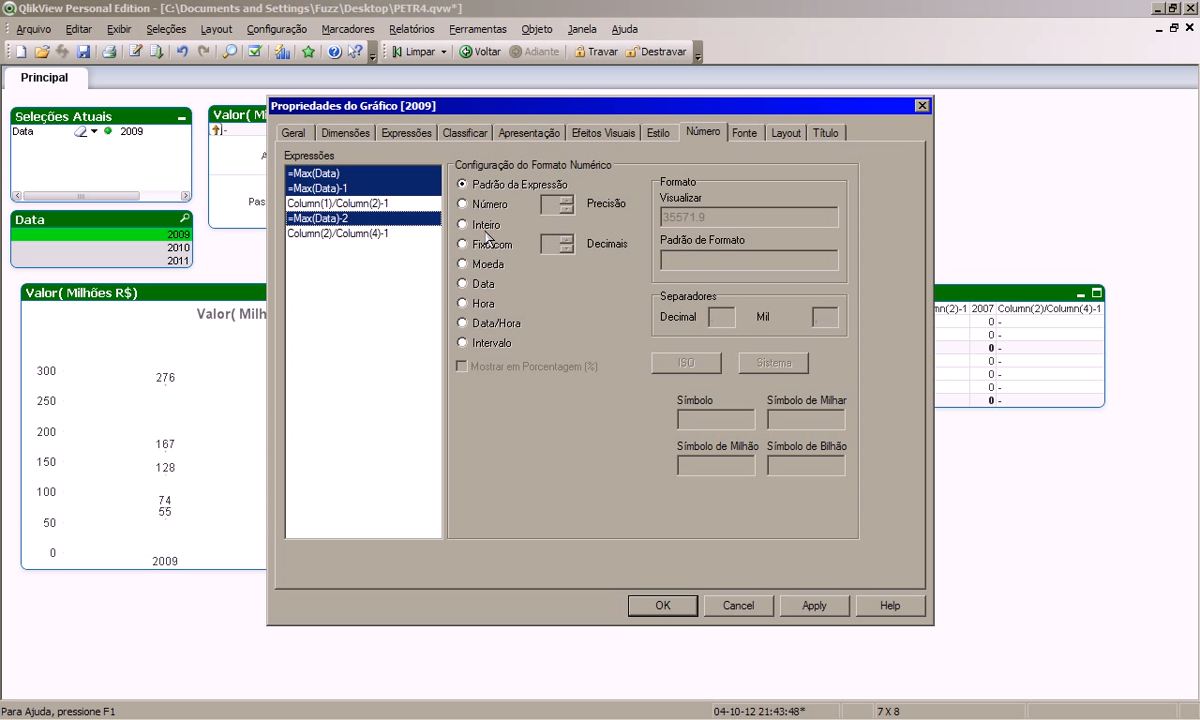 QlikView Personal Edition - [C:\Documents and Settings\Fuzz\Desktop\PETR4.qvw*]
Arquivo Editar Exibir Seleções Layout Configuração Marcadores Relatórios Ferramentas Objeto Janela Ajuda
Limpar Voltar Adiante Travar Destravar
Principal
Seleções Atuais
Data 2009
Valor( Mi
-
Pas
Data
2009
2010
2011
Valor( Milhões R$)
Valor( Milh
300
250
200
150
100
50
0
276
167
128
74
55
2009
Propriedades do Gráfico [2009]
Geral Dimensões Expressões Classificar Apresentação Efeitos Visuais Estilo Número Fonte Layout Título
Expressões
=Max(Data)
=Max(Data)-1
Column(1)/Column(2)-1
=Max(Data)-2
Column(2)/Column(4)-1
Configuração do Formato Numérico
Padrão da Expressão
Número
Precisão
Inteiro
Fixo com
Decimais
Moeda
Data
Hora
Data/Hora
Intervalo
Mostrar em Porcentagem (%)
Formato
Visualizar
35571.9
Padrão de Formato
Separadores
Decimal
Mil
ISO
Sistema
Símbolo
Símbolo de Milhar
Símbolo de Milhão
Símbolo de Bilhão
OK
Cancel
Apply
Help
mn(2)-1 2007 Column(2)/Column(4)-1
0 -
0 -
0 -
0 -
0 -
0 -
Para Ajuda, pressione F1
04-10-12 21:43:48*
7 X 8